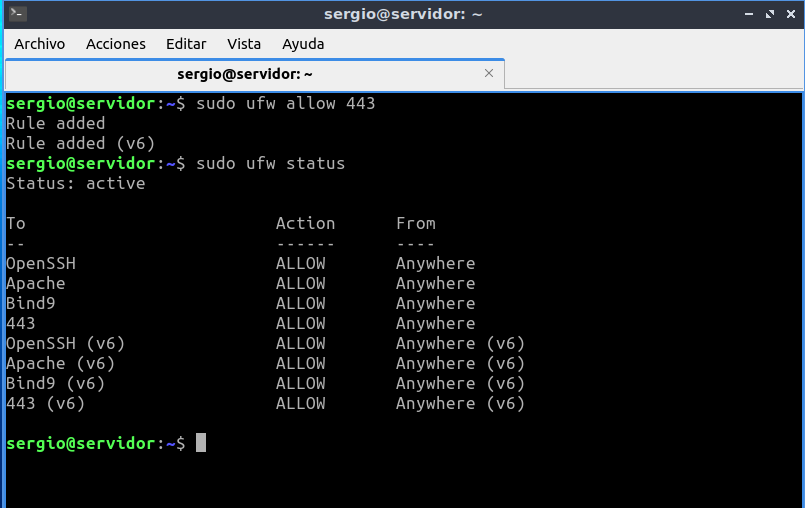 sergio@servidor: ~
Archivo Acciones Editar Vista Ayuda
sergio@servidor: ~
sergio@servidor:~$ sudo ufw allow 443
Rule added
Rule added (v6)
sergio@servidor:~$ sudo ufw status
Status: active
To Action From
-- ------ ----
OpenSSH ALLOW Anywhere
Apache ALLOW Anywhere
Bind9 ALLOW Anywhere
443 ALLOW Anywhere
OpenSSH (v6) ALLOW Anywhere (v6)
Apache (v6) ALLOW Anywhere (v6)
Bind9 (v6) ALLOW Anywhere (v6)
443 (v6) ALLOW Anywhere (v6)
sergio@servidor:~$